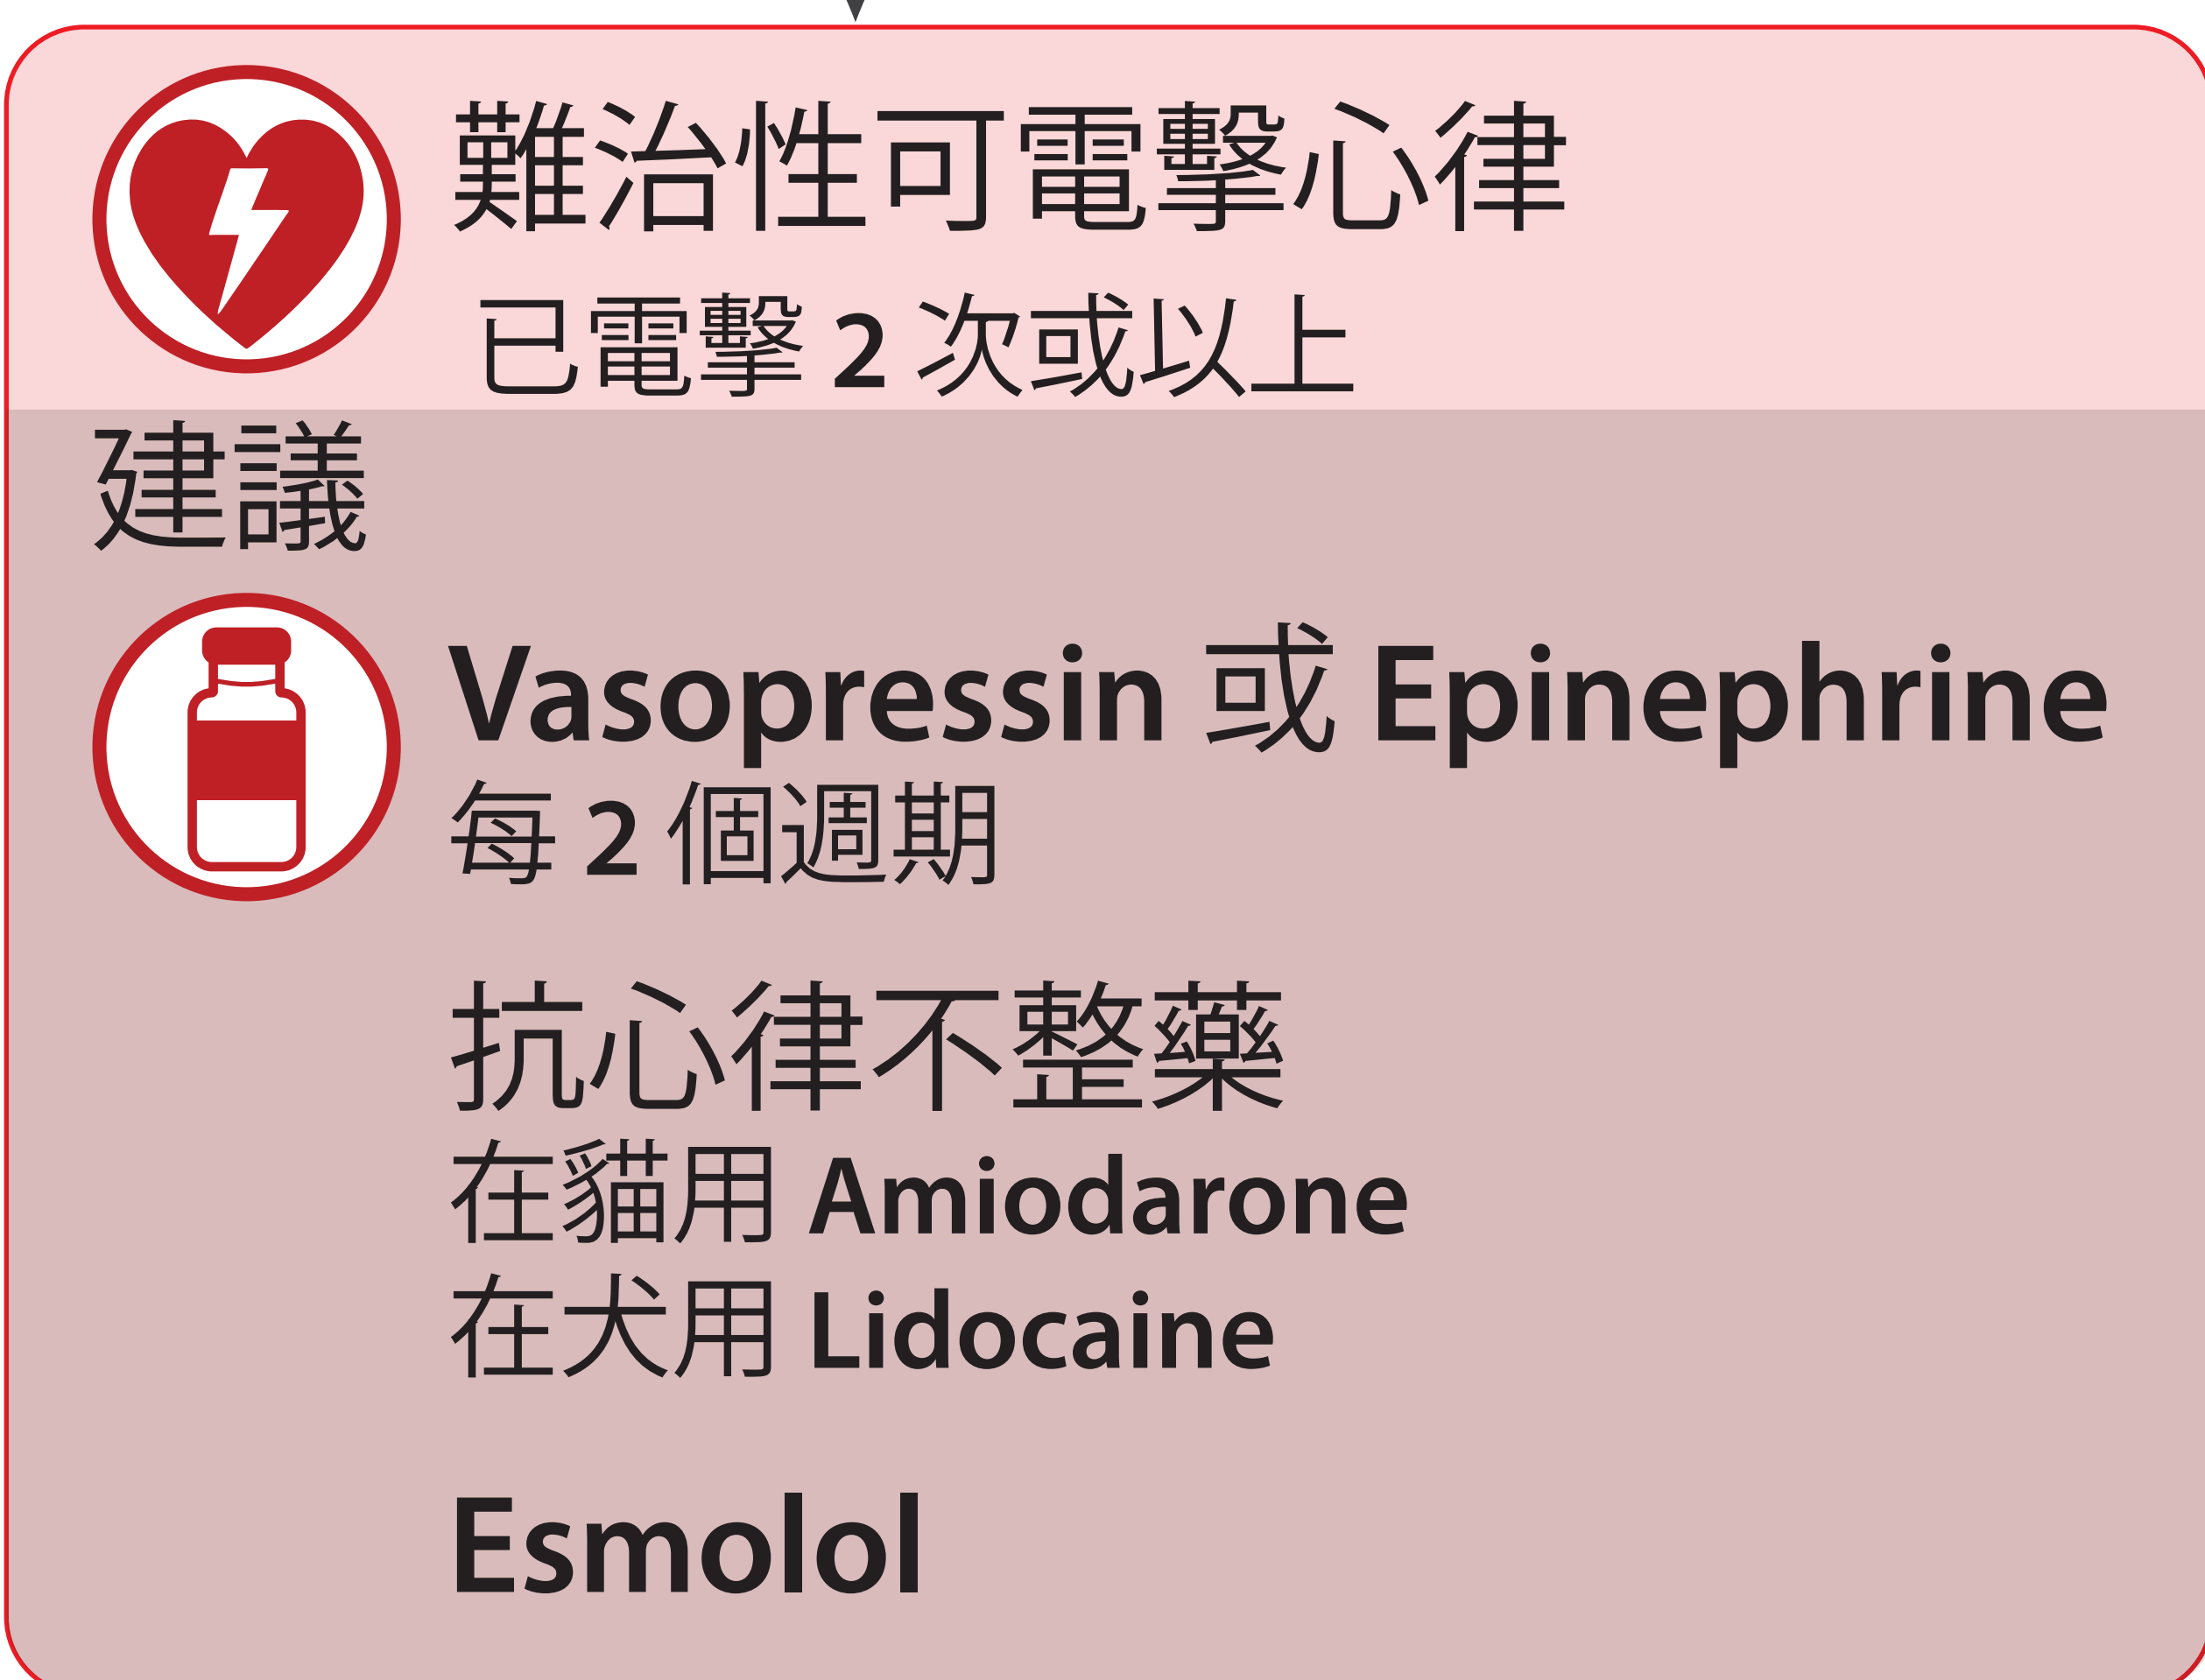 難治性可電擊心律
已電擊 2 次或以上
建議
Vasopressin 或 Epinephrine
每 2 個週期
抗心律不整藥
在貓用 Amiodarone
在犬用 Lidocaine
Esmolol